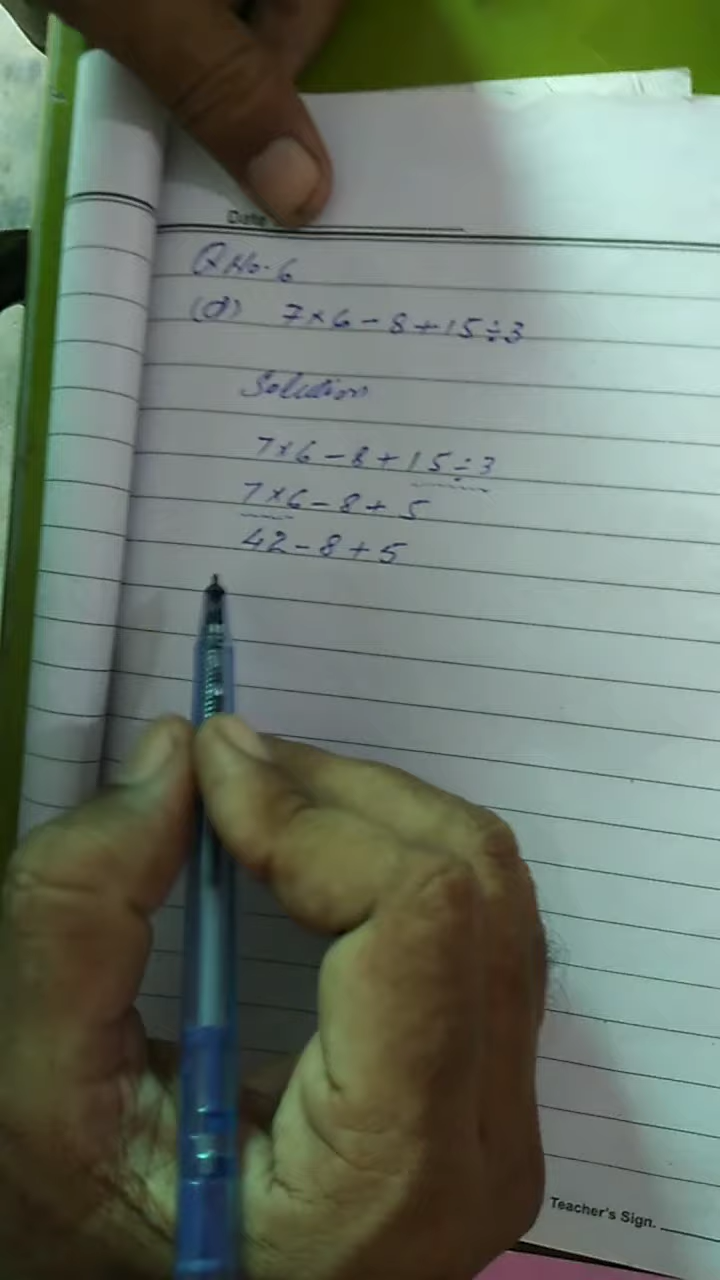 Date
Q No. 6
(d) 7×6-8+15÷3
Solution
7×6-8+15÷3
7×6-8+5
42-8+5
Teacher's Sign.